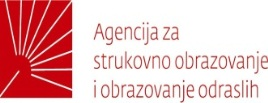 Agencija za
strukovno obrazovanje
i obrazovanje odraslih